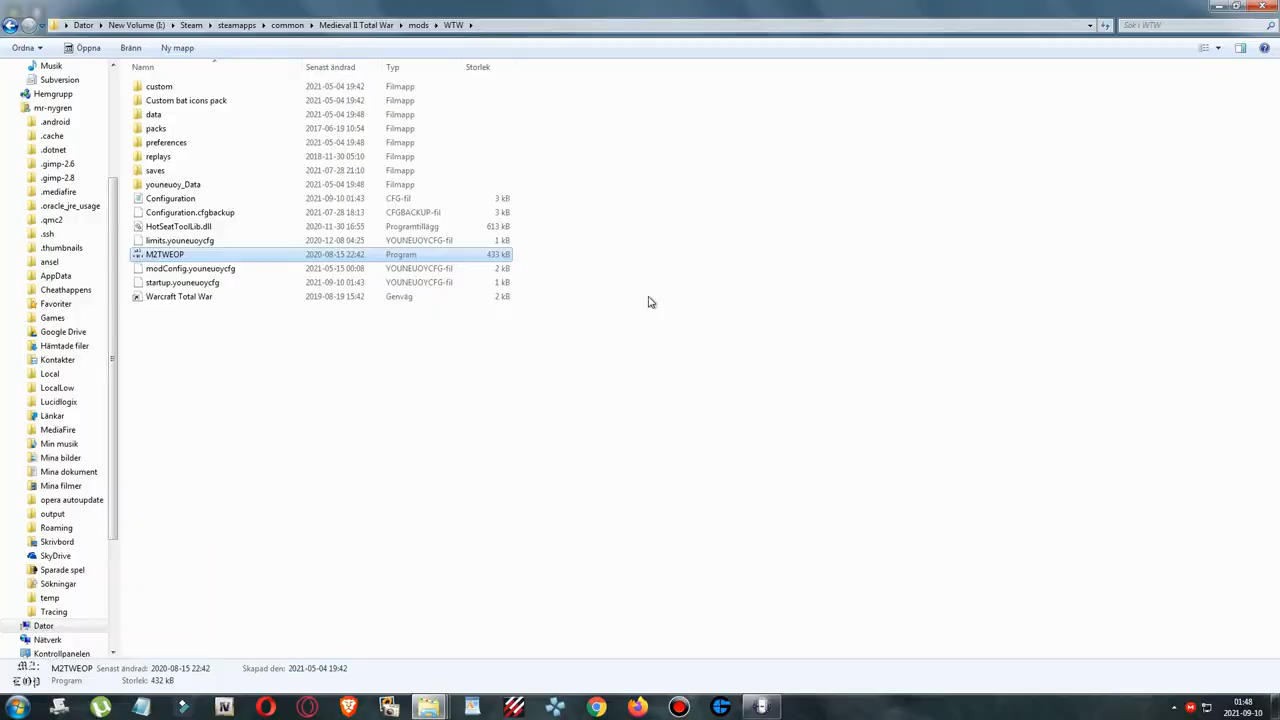 Dator ▸ New Volume (I:) ▸ Steam ▸ steamapps ▸ common ▸ Medieval II Total War ▸ mods ▸ WTW ▸
Sök i WTW
Ordna Öppna Bränn Ny mapp
Namn Senast ändrad Typ Storlek
Musik
Subversion
Hemgrupp
mr-nygren
.android
.cache
.dotnet
.gimp-2.6
.gimp-2.8
.mediafire
.oracle_jre_usage
.qmc2
.ssh
.thumbnails
ansel
AppData
Cheathappens
Favoriter
Games
Google Drive
Hämtade filer
Kontakter
Local
LocalLow
Lucidlogix
Länkar
MediaFire
Min musik
Mina bilder
Mina dokument
Mina filmer
opera autoupdate
output
Roaming
Skrivbord
SkyDrive
Sparade spel
Sökningar
temp
Tracing
Dator
Nätverk
Kontrollpanelen
custom 2021-05-04 19:42 Filmapp
Custom bat icons pack 2021-05-04 19:42 Filmapp
data 2021-05-04 19:48 Filmapp
packs 2017-06-19 10:54 Filmapp
preferences 2021-05-04 19:48 Filmapp
replays 2018-11-30 05:10 Filmapp
saves 2021-07-28 21:10 Filmapp
youneuoy_Data 2021-05-04 19:48 Filmapp
Configuration 2021-09-10 01:43 CFG-fil 3 kB
Configuration.cfgbackup 2021-07-28 18:13 CFGBACKUP-fil 3 kB
HotSeatToolLib.dll 2020-11-30 16:55 Programtillägg 613 kB
limits.youneuoycfg 2020-12-08 04:25 YOUNEUOYCFG-fil 1 kB
M2TWEOP 2020-08-15 22:42 Program 433 kB
modConfig.youneuoycfg 2021-05-15 00:08 YOUNEUOYCFG-fil 2 kB
startup.youneuoycfg 2021-09-10 01:43 YOUNEUOYCFG-fil 1 kB
Warcraft Total War 2019-08-19 15:42 Genväg 2 kB
M2TWEOP Senast ändrad: 2020-08-15 22:42 Skapad den: 2021-05-04 19:42
Program Storlek: 432 kB
01:48
2021-09-10